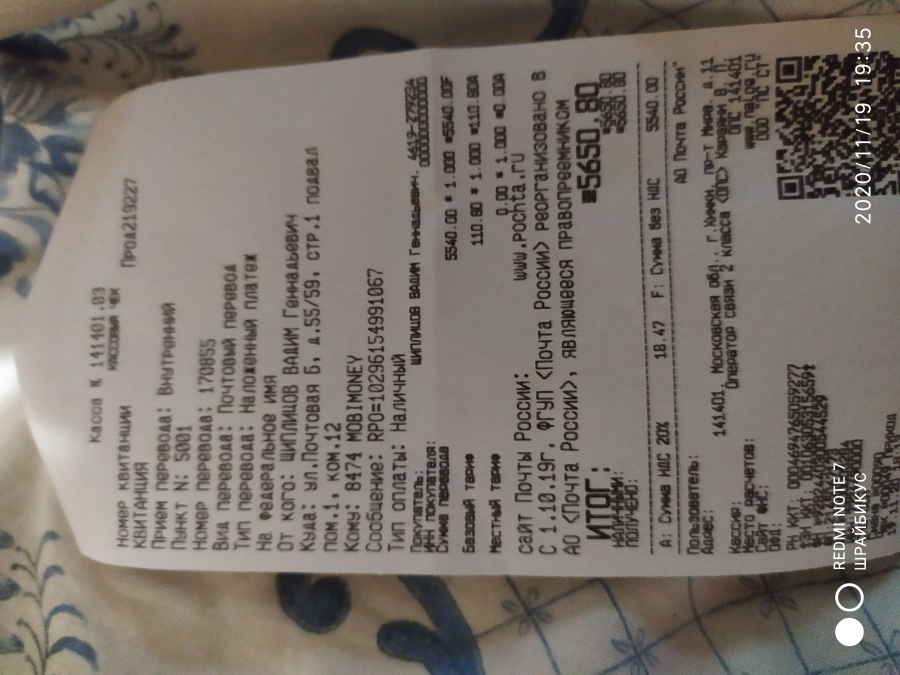 Касса № 141401.03
КАССОВЫЙ ЧЕК
НОМЕР КВИТАНЦИИ Прод219227
КВИТАНЦИЯ
Прием перевода: Внутренний
Пункт N: 5001
Номер перевода: 170855
Вид перевода: Почтовый перевод
Тип перевода: Наложенный платеж
На Федеральное имя
От кого: ЦИПЛИЦОВ ВАДИМ Геннадьевич
Куда: ул.Почтовая Б, д.55/59, стр.1 подвал
пом.1, ком.12
Кому: 8474 MOBIMONEY
Сообщение: RPO=10296154991067
Тип оплаты: Наличный
Покупатель: ЦИПЛИЦОВ ВАДИМ Геннадьевич, 4619-279224
ИНН покупателя: 000000000000
Сумма перевода
5540.00 * 1.000 =5540.00F
Базовый тариф
110.80 * 1.000 =110.80A
Местный тариф
0.00 * 1.000 =0.00A
сайт Почты России: www.pochta.ru
С 1.10.19г. ФГУП <Почта России> реорганизовано в
АО <Почта России>, являющееся правопреемником
ИТОГ: =5650,80
НАЛИЧНЫМИ: =5650.80
ПОЛУЧЕНО: =5650.80
А: Сумма НДС 20% 18.47 F: Сумма без НДС 5540.00
Пользователь: АО "Почта России"
Адрес: 141401, Московская обл., г.Химки, пр-т Мира, д.11
Оператор связи 2 класса <ОПС>
Кассир:
Место расчетов: ОПС 141401
Сайт ФНС: www.nalog.ru
REDMI NOTE 7
ШРАЙБИКУС
2020/11/19 19:35